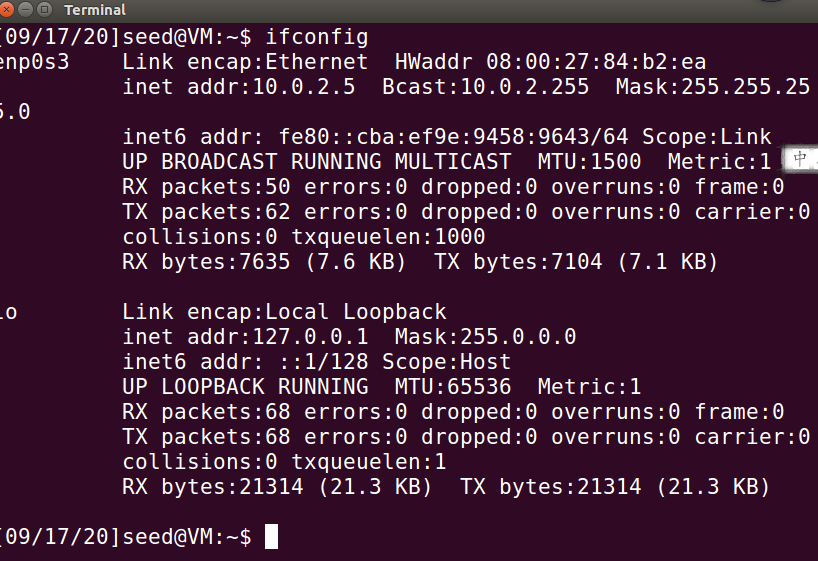 Terminal
[09/17/20]seed@VM:~$ ifconfig
enp0s3    Link encap:Ethernet  HWaddr 08:00:27:84:b2:ea
inet addr:10.0.2.5  Bcast:10.0.2.255  Mask:255.255.25
5.0
inet6 addr: fe80::cba:ef9e:9458:9643/64 Scope:Link
UP BROADCAST RUNNING MULTICAST  MTU:1500  Metric:1
中
RX packets:50 errors:0 dropped:0 overruns:0 frame:0
TX packets:62 errors:0 dropped:0 overruns:0 carrier:0
collisions:0 txqueuelen:1000
RX bytes:7635 (7.6 KB)  TX bytes:7104 (7.1 KB)
lo        Link encap:Local Loopback
inet addr:127.0.0.1  Mask:255.0.0.0
inet6 addr: ::1/128 Scope:Host
UP LOOPBACK RUNNING  MTU:65536  Metric:1
RX packets:68 errors:0 dropped:0 overruns:0 frame:0
TX packets:68 errors:0 dropped:0 overruns:0 carrier:0
collisions:0 txqueuelen:1
RX bytes:21314 (21.3 KB)  TX bytes:21314 (21.3 KB)
[09/17/20]seed@VM:~$